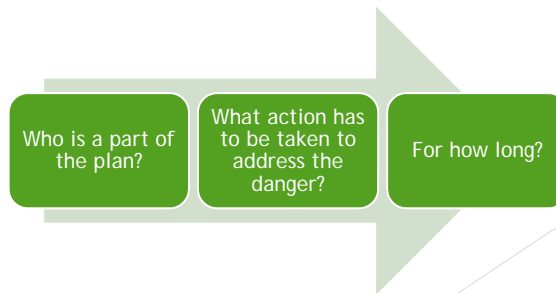 Who is a part of
the plan?
What action has
to be taken to
address the
danger?
For how long?